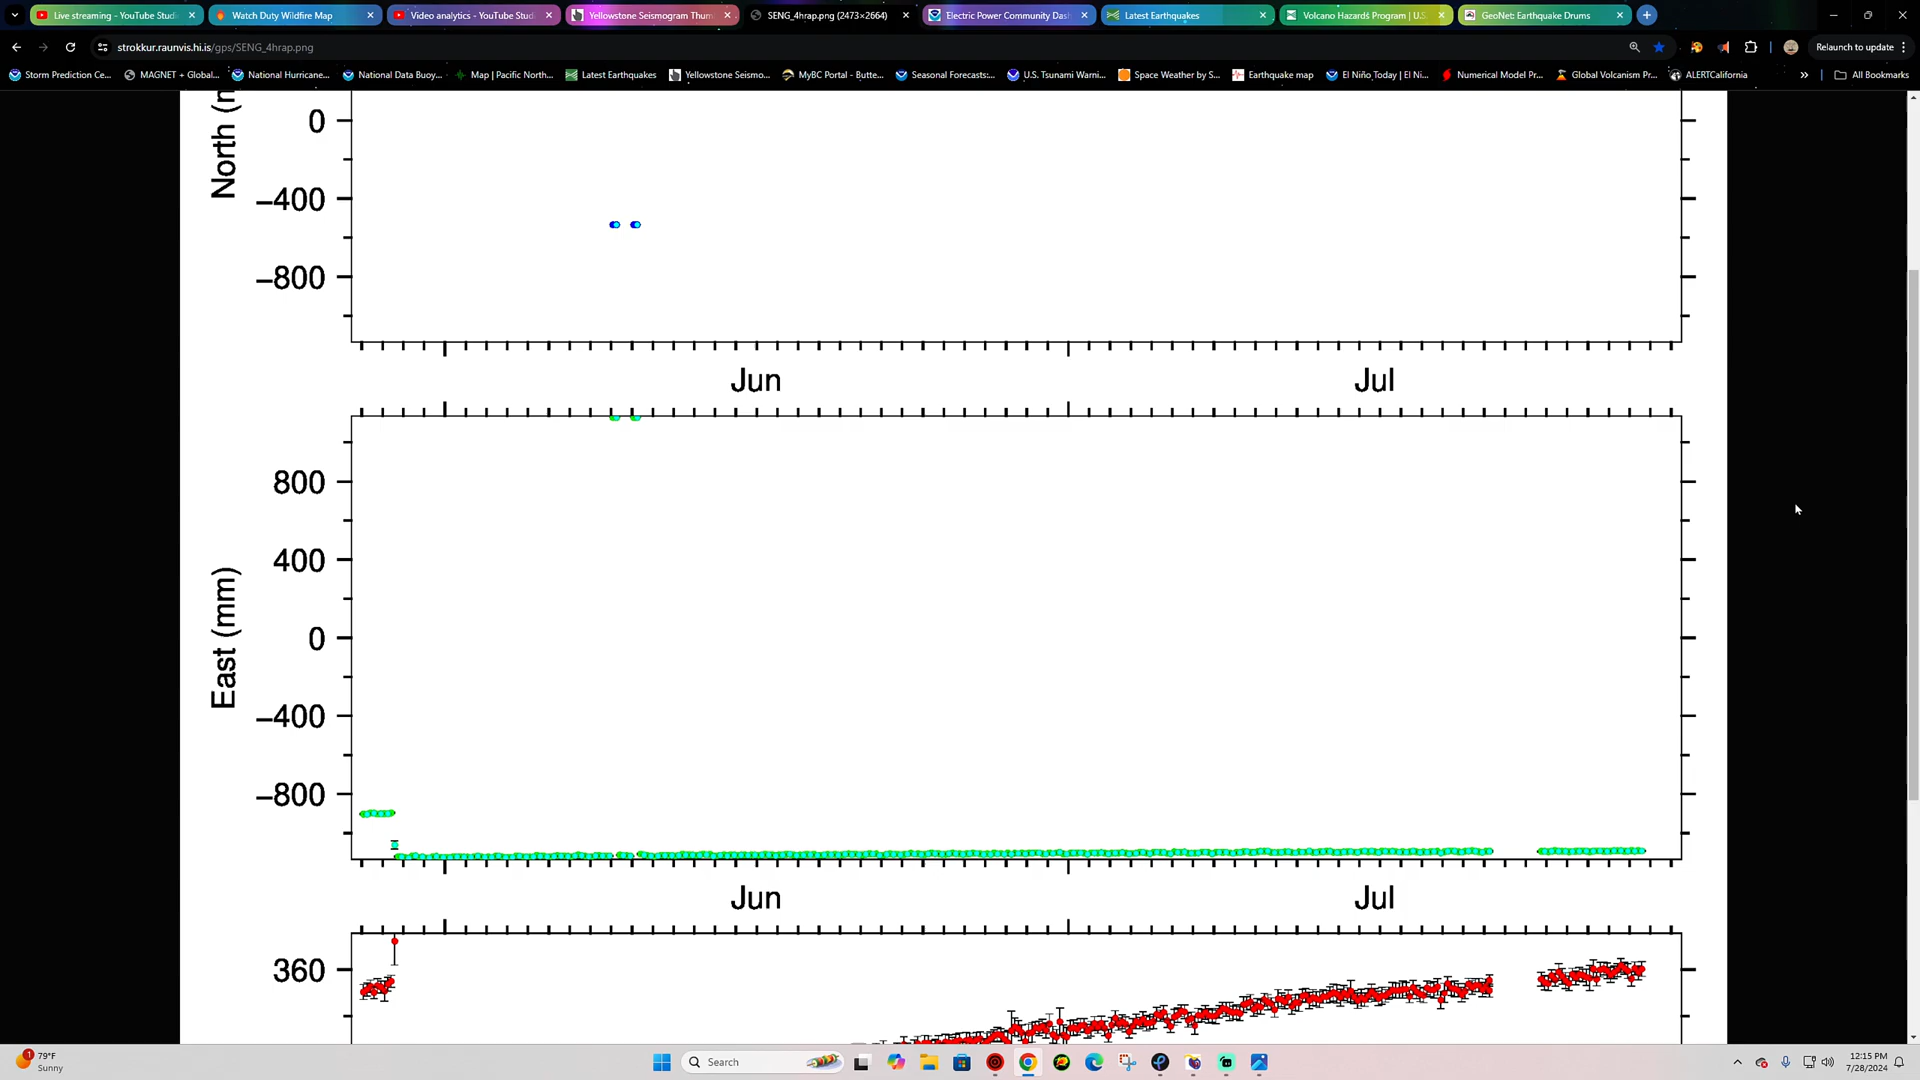 Live streaming - YouTube Studi
Watch Duty Wildfire Map
Video analytics - YouTube Studi
Yellowstone Seismogram Thum
SENG_4hrap.png (2473×2664)
Electric Power Community Das
Latest Earthquakes
Volcano Hazards Program | U.S
GeoNet: Earthquake Drums
strokkur.raunvis.hi.is/gps/SENG_4hrap.png
Relaunch to update
Storm Prediction Ce...
MAGNET + Global...
National Hurricane...
National Data Buoy...
Map | Pacific North...
Latest Earthquakes
Yellowstone Seismo...
MyBC Portal - Butte...
Seasonal Forecasts:...
U.S. Tsunami Warni...
Space Weather by S...
Earthquake map
El Niño Today | El Ni...
Numerical Model Pr...
Global Volcanism Pr...
ALERTCalifornia
»
All Bookmarks
North (
0
−400
−800
Jun
Jul
East (mm)
800
400
0
−400
−800
Jun
Jul
360
1
79°F
Sunny
Search
12:15 PM
7/28/2024